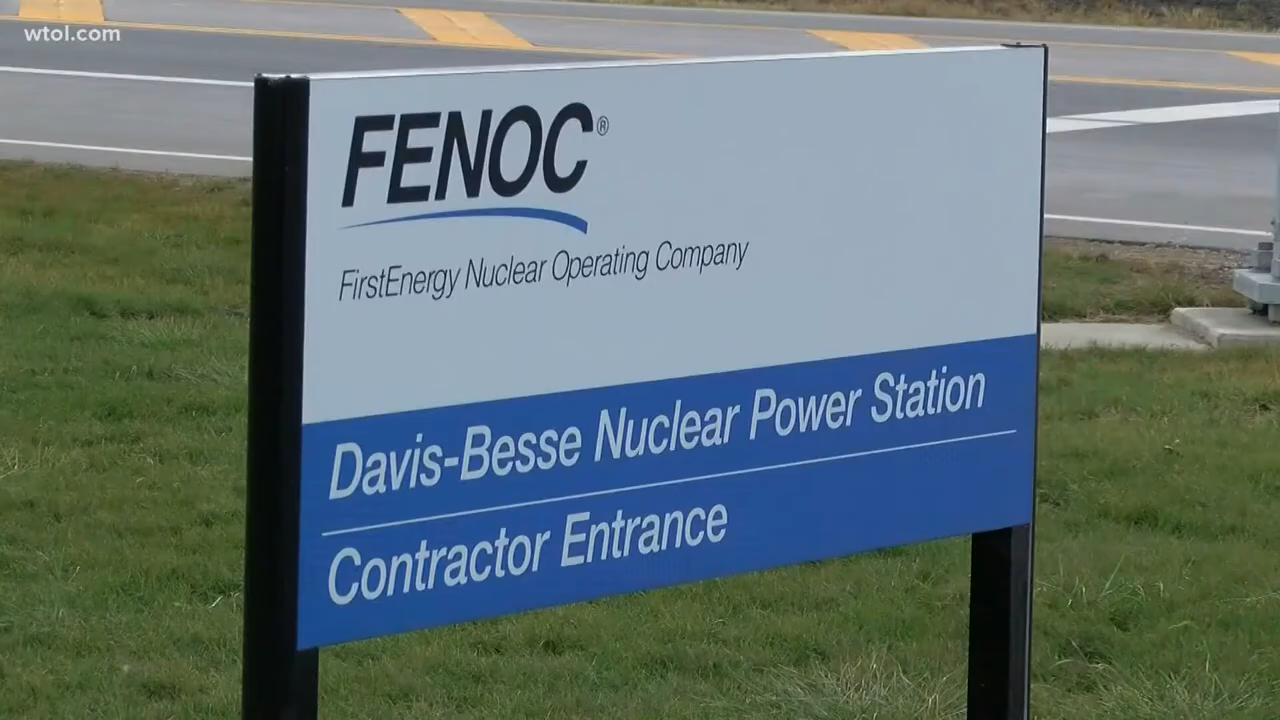 wtol.com
FENOC®
FirstEnergy Nuclear Operating Company
Davis-Besse Nuclear Power Station
Contractor Entrance